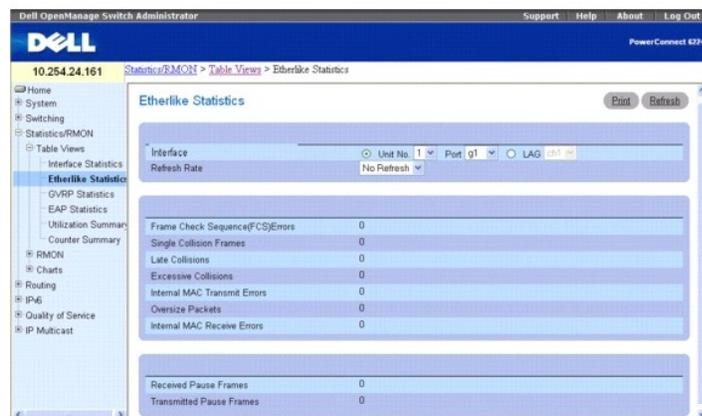 Dell OpenManage Switch Administrator Support Help About Log Out
DELL
PowerConnect 622
10.254.24.161 Statistics/RMON > Table Views > Etherlike Statistics
Home
System
Switching
Statistics/RMON
Table Views
Interface Statistics
Etherlike Statistics
GVRP Statistics
EAP Statistics
Utilization Summary
Counter Summary
RMON
Charts
Routing
IPv6
Quality of Service
IP Multicast
Etherlike Statistics Print Refresh
Interface Unit No. 1 Port g1 LAG ch1
Refresh Rate No Refresh
Frame Check Sequence(FCS)Errors 0
Single Collision Frames 0
Late Collisions 0
Excessive Collisions 0
Internal MAC Transmit Errors 0
Oversize Packets 0
Internal MAC Receive Errors 0
Received Pause Frames 0
Transmitted Pause Frames 0